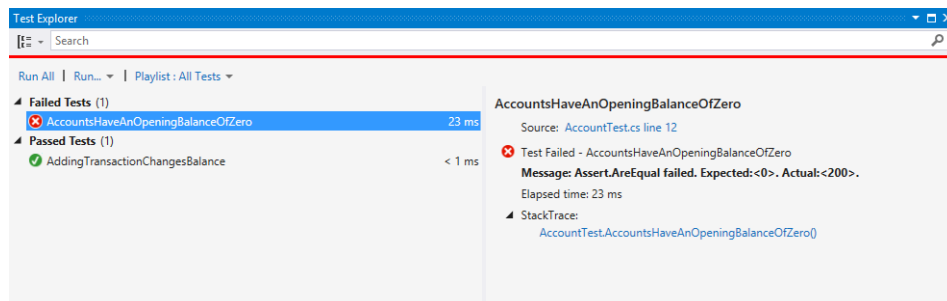 Test Explorer
Search
Run All | Run... | Playlist : All Tests
Failed Tests (1)
AccountsHaveAnOpeningBalanceOfZero 23 ms
Passed Tests (1)
AddingTransactionChangesBalance < 1 ms
AccountsHaveAnOpeningBalanceOfZero
Source: AccountTest.cs line 12
Test Failed - AccountsHaveAnOpeningBalanceOfZero
Message: Assert.AreEqual failed. Expected:<0>. Actual:<200>.
Elapsed time: 23 ms
StackTrace:
AccountTest.AccountsHaveAnOpeningBalanceOfZero()